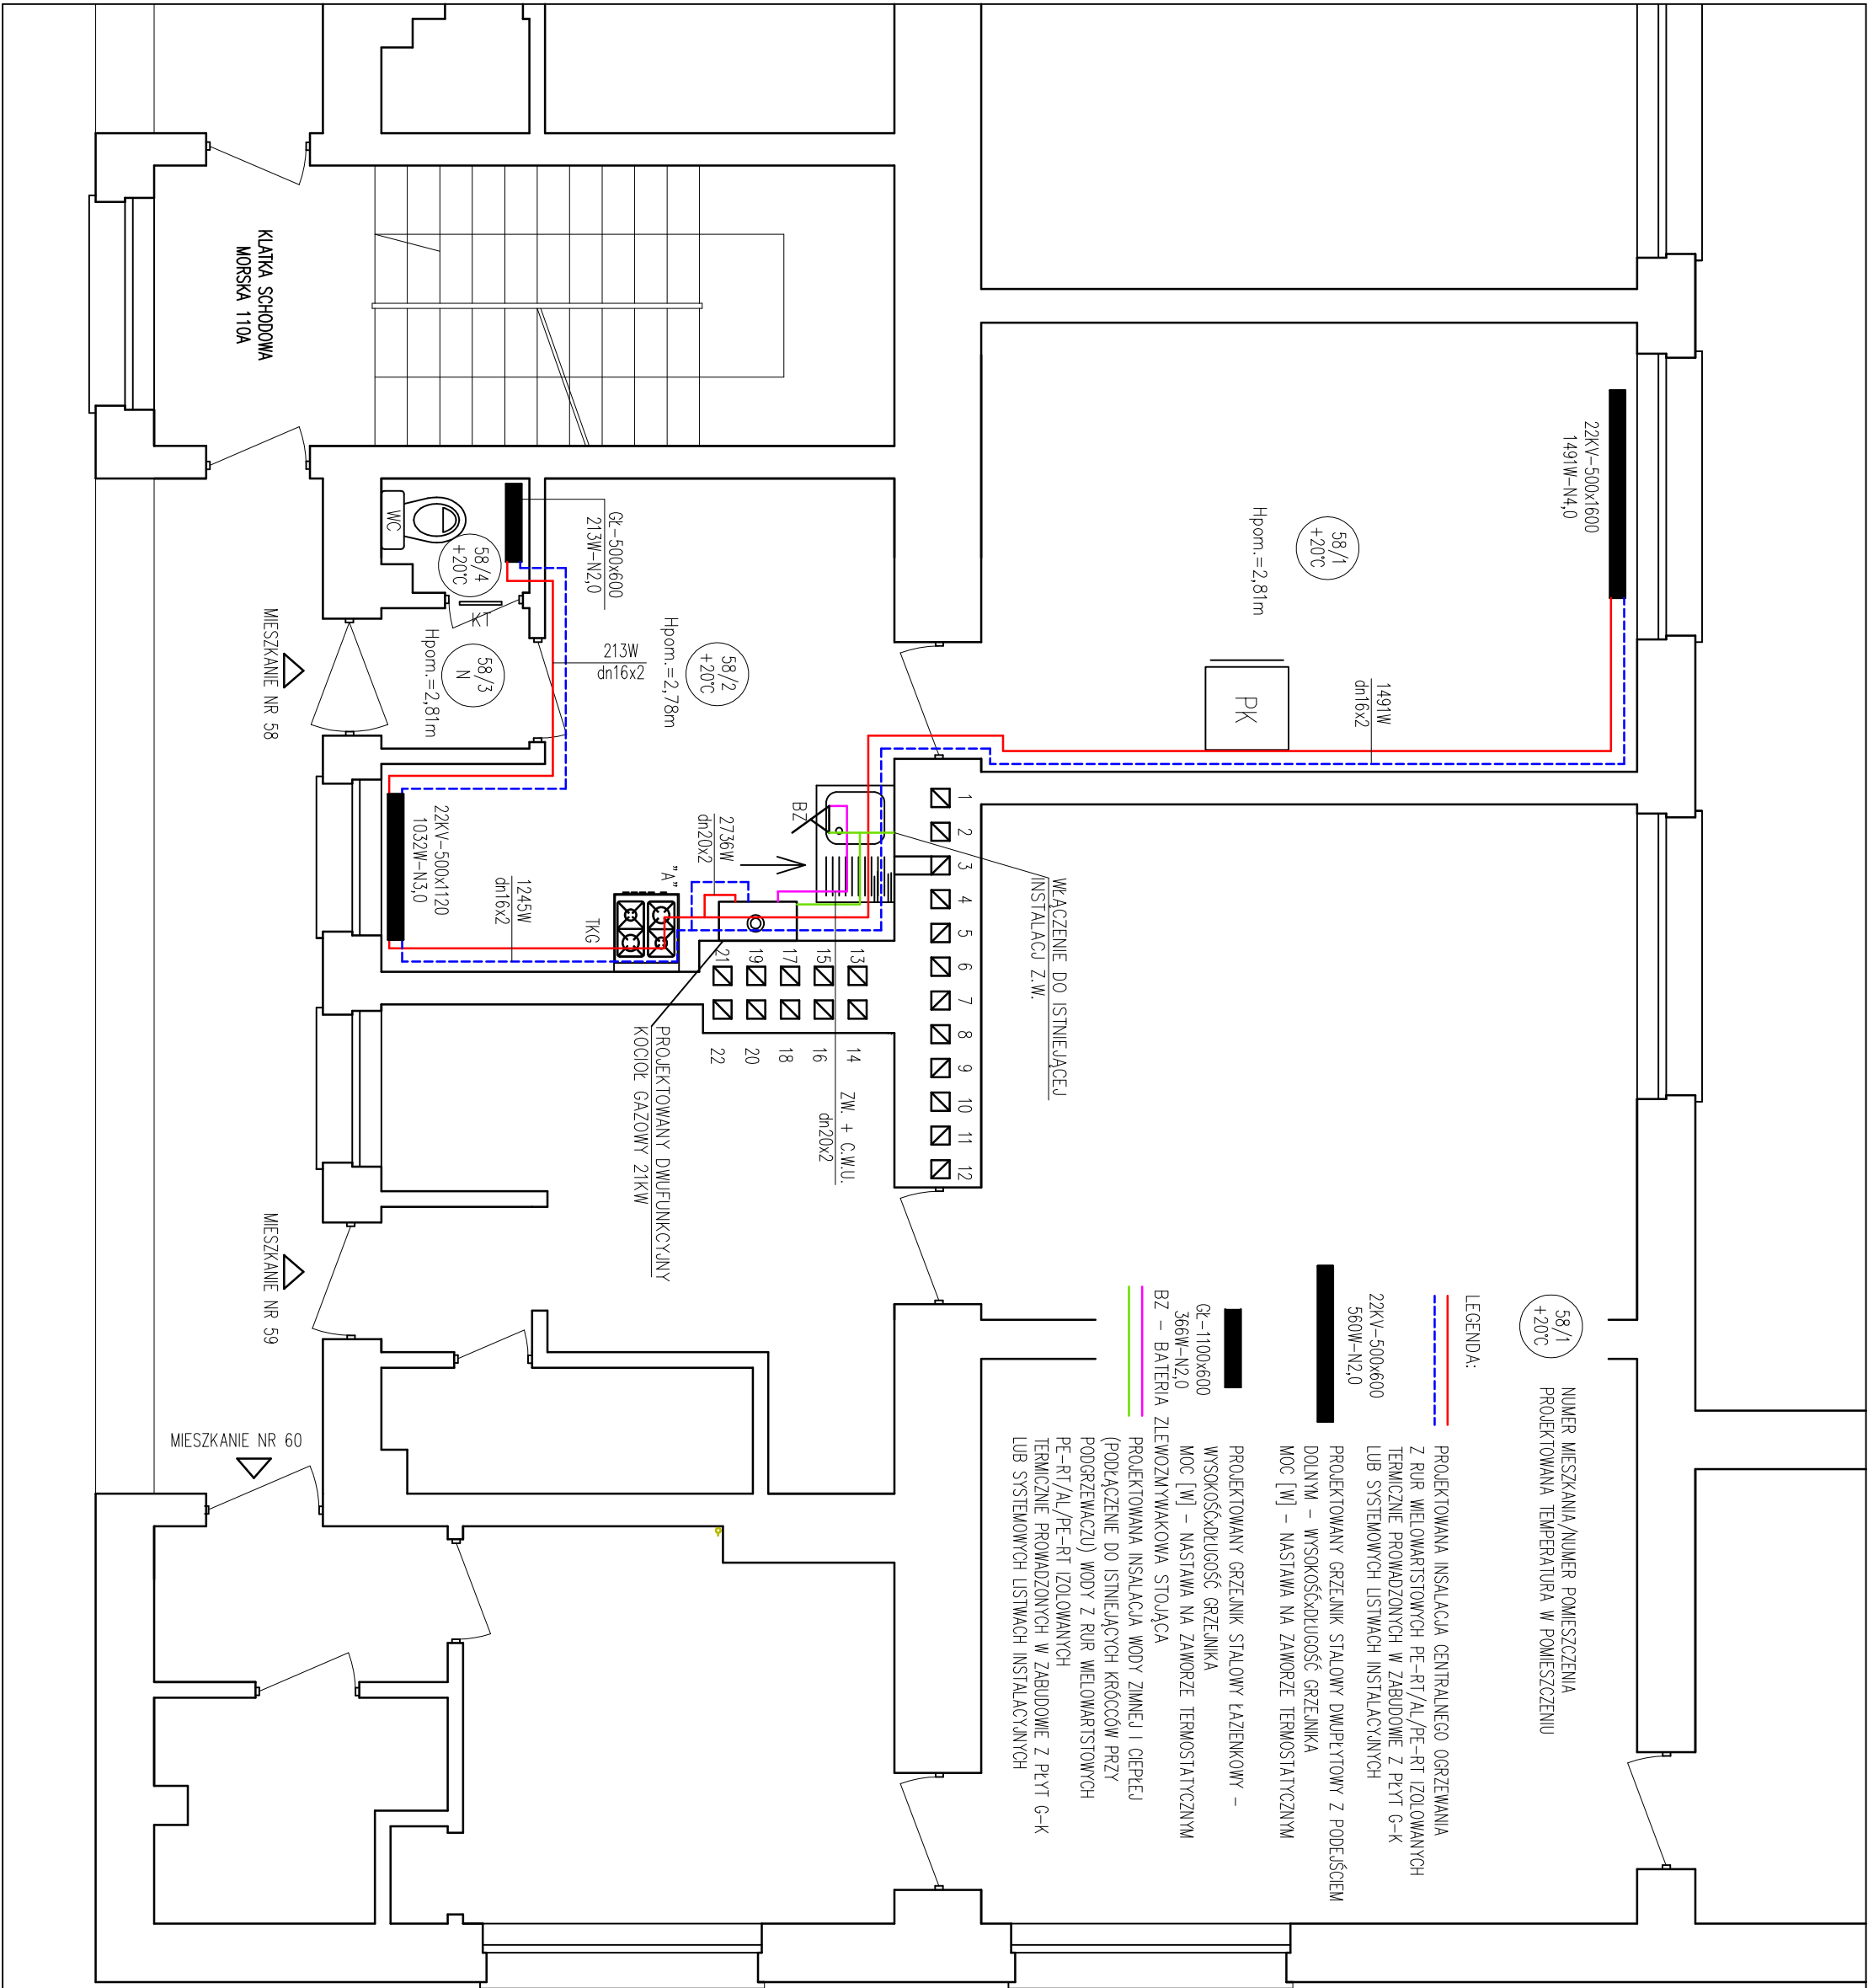 KLATKA SCHODOWA
MORSKA 110A
22KV-500x1600
1491W-N4,0
58/1
+20°C
Hpom.=2,81m
PK
1491W
dn16x2
GŁ-500x600
213W-N2,0
WC
58/4
+20°C
KT
58/3
N
Hpom.=2,81m
58/2
+20°C
Hpom.=2,78m
213W
dn16x2
MIESZKANIE NR 58
22KV-500x1120
1032W-N3,0
1245W
dn16x2
BZ
2736W
dn20x2
"A"
TKG
1
2
3
4
5
6
7
8
9
10
11
12
13
15
17
19
21
14
16
18
20
22
WŁĄCZENIE DO ISTNIEJĄCEJ
INSTALACJ Z.W.
ZW. + C.W.U.
dn20x2
PROJEKTOWANY DWUFUNKCYJNY
KOCIOŁ GAZOWY 21KW
MIESZKANIE NR 59
MIESZKANIE NR 60
58/1
+20°C
NUMER MIESZKANIA/NUMER POMIESZCZENIA
PROJEKTOWANA TEMPERATURA W POMIESZCZENIU
LEGENDA:
PROJEKTOWANA INSALACJA CENTRALNEGO OGRZEWANIA
Z RUR WIELOWARTSTOWYCH PE-RT/AL/PE-RT IZOLOWANYCH
TERMICZNIE PROWADZONYCH W ZABUDOWIE Z PŁYT G-K
LUB SYSTEMOWYCH LISTWACH INSTALACYJNYCH
22KV-500x600
560W-N2,0
PROJEKTOWANY GRZEJNIK STALOWY DWUPŁYTOWY Z PODEJŚCIEM
DOLNYM - WYSOKOŚĆxDŁUGOŚĆ GRZEJNIKA
MOC [W] - NASTAWA NA ZAWORZE TERMOSTATYCZNYM
GŁ-1100x600
366W-N2,0
PROJEKTOWANY GRZEJNIK STALOWY ŁAZIENKOWY -
WYSOKOŚĆxDŁUGOŚĆ GRZEJNIKA
MOC [W] - NASTAWA NA ZAWORZE TERMOSTATYCZNYM
BZ - BATERIA ZLEWOZMYWAKOWA STOJĄCA
PROJEKTOWANA INSALACJA WODY ZIMNEJ I CIEPŁEJ
(PODŁĄCZENIE DO ISTNIEJĄCYCH KRÓCCÓW PRZY
PODGRZEWACZU) WODY Z RUR WIELOWARTSTOWYCH
PE-RT/AL/PE-RT IZOLOWANYCH
TERMICZNIE PROWADZONYCH W ZABUDOWIE Z PŁYT G-K
LUB SYSTEMOWYCH LISTWACH INSTALACYJNYCH